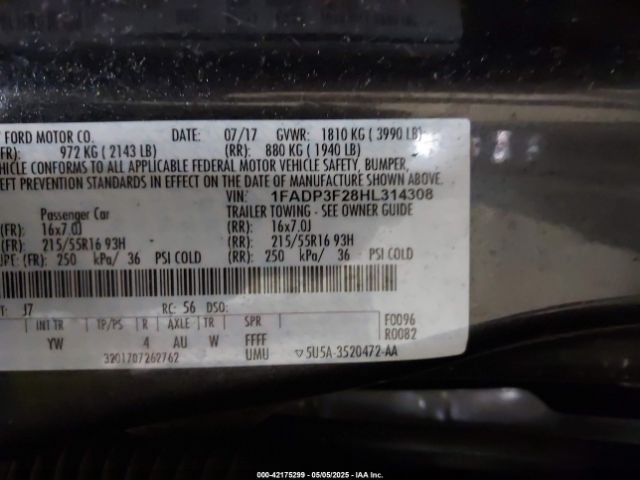 FORD MOTOR CO. DATE: 07/17 GVWR: 1810 KG ( 3990 LB)
(FR): 972 KG ( 2143 LB) (RR): 880 KG ( 1940 LB)
VEHICLE CONFORMS TO ALL APPLICABLE FEDERAL MOTOR VEHICLE SAFETY, BUMPER,
EFT PREVENTION STANDARDS IN EFFECT ON THE DATE OF MANUFACTURE SHOWN ABOVE.
VIN: 1FADP3F28HL314308
Passenger Car TRAILER TOWING - SEE OWNER GUIDE
(FR): 16x7.0J (RR): 16x7.0J
(FR): 215/55R16 93H (RR): 215/55R16 93H
URE: (FR): 250 kPa/ 36 PSI COLD (RR): 250 kPa/ 36 PSI COLD
T: J7 RC: 56 DSO:
INT TR TP/PS R AXLE TR SPR F0096
YW 4 AU W FFFF R0082
3201707262762 UMU 5U5A-3520472-AA
000-42175299 - 05/05/2025 - IAA Inc.